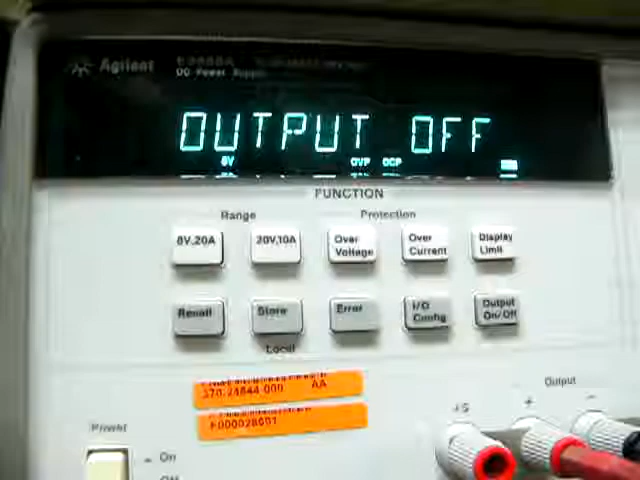 Agilent
DC Power Supply
OUTPUT OFF
8V OVP OCP
FUNCTION
Range Protection
8V,20A 20V,10A Over Voltage Over Current Display Limit
Recall Store Error I/O Config Output On/Off
Local
AA
Output
+S + -
Power
On